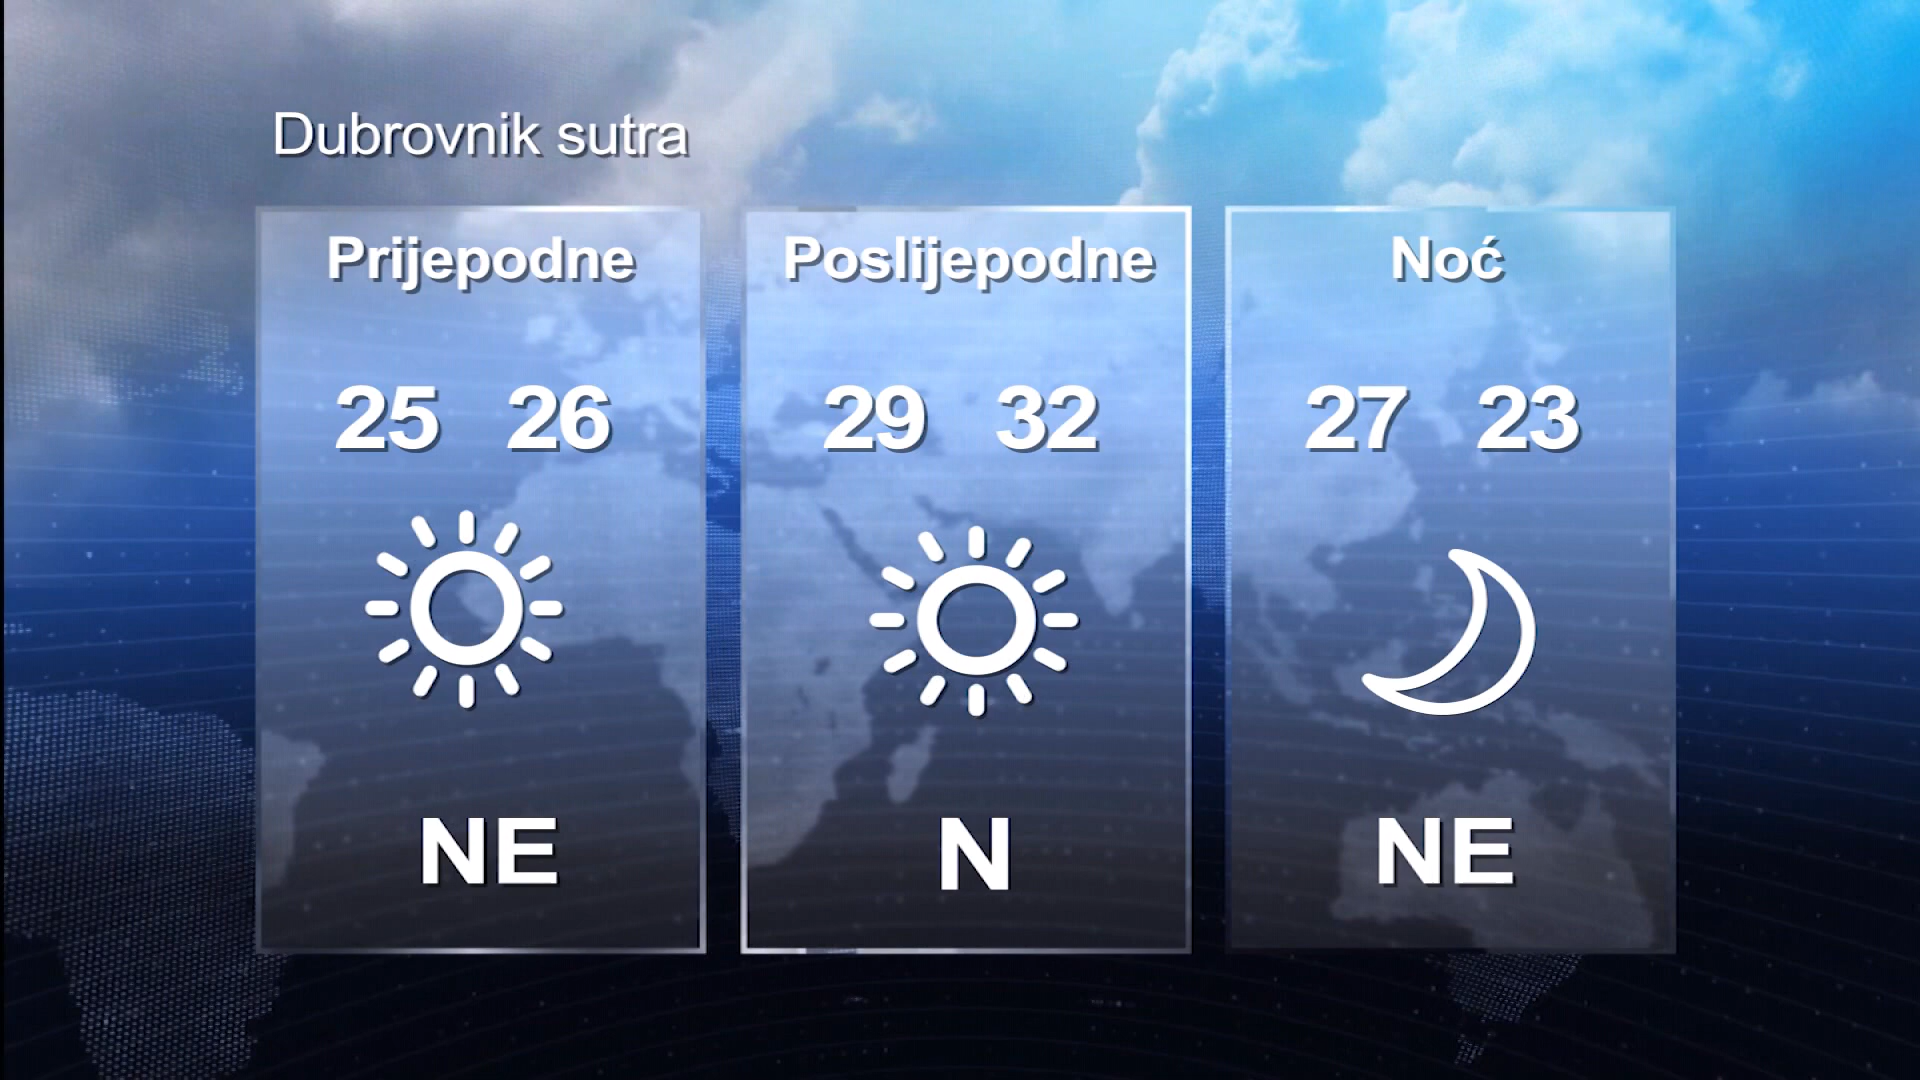 Dubrovnik sutra
Prijepodne
25 26
NE
Poslijepodne
29 32
N
Noć
27 23
NE